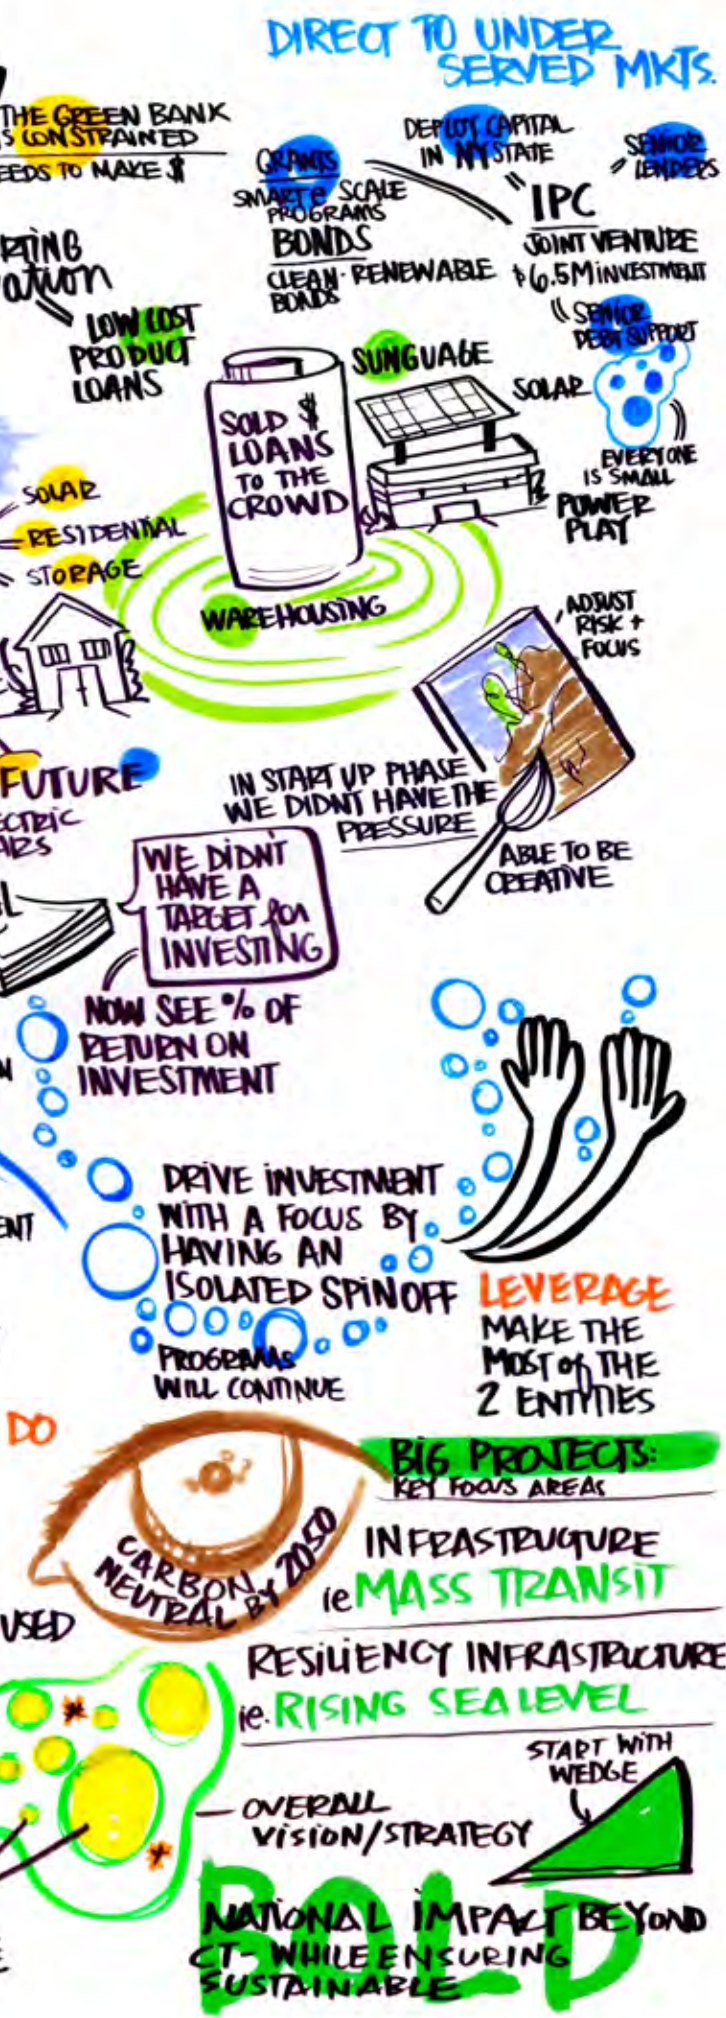 DIRECT TO UNDER
SERVED MKTS.
THE GREEN BANK
IS CONSTRAINED
NEEDS TO MAKE $
GRANTS
SMARTE SCALE
PROGRAMS
BONDS
CLEAN-RENEWABLE
BONDS
DEPLOY CAPITAL
IN NY STATE
SENIOR
LENDERS
IPC
JOINT VENTURE
$6.5M INVESTMENT
SENIOR
DEBT SUPPORT
LOW COST
PRODUCT
LOANS
SUNGUAGE
SOLD $
LOANS
TO THE
CROWD
SOLAR
EVERYONE
IS SMALL
POWER
PLAY
SOLAR
RESIDENTIAL
STORAGE
WAREHOUSING
ADJUST
RISK +
FOCUS
FUTURE
IN START UP PHASE
WE DIDNT HAVE THE
PRESSURE
ABLE TO BE
CREATIVE
WE DIDN'T
HAVE A
TARGET for
INVESTING
NOW SEE % OF
RETURN ON
INVESTMENT
DRIVE INVESTMENT
WITH A FOCUS BY
HAVING AN
ISOLATED SPINOFF
PROGRAMS
WILL CONTINUE
LEVERAGE
MAKE THE
MOST of THE
2 ENTITIES
DO
BIG PROJECTS:
KEY FOCUS AREAS
CARBON
NEUTRAL BY 2050
INFRASTRUCTURE
ie MASS TRANSIT
USED
RESILIENCY INFRASTRUCTURE
ie. RISING SEA LEVEL
START WITH
WEDGE
OVERALL
VISION/STRATEGY
BOLD
NATIONAL IMPACT BEYOND
CT - WHILE ENSURING
SUSTAINABLE